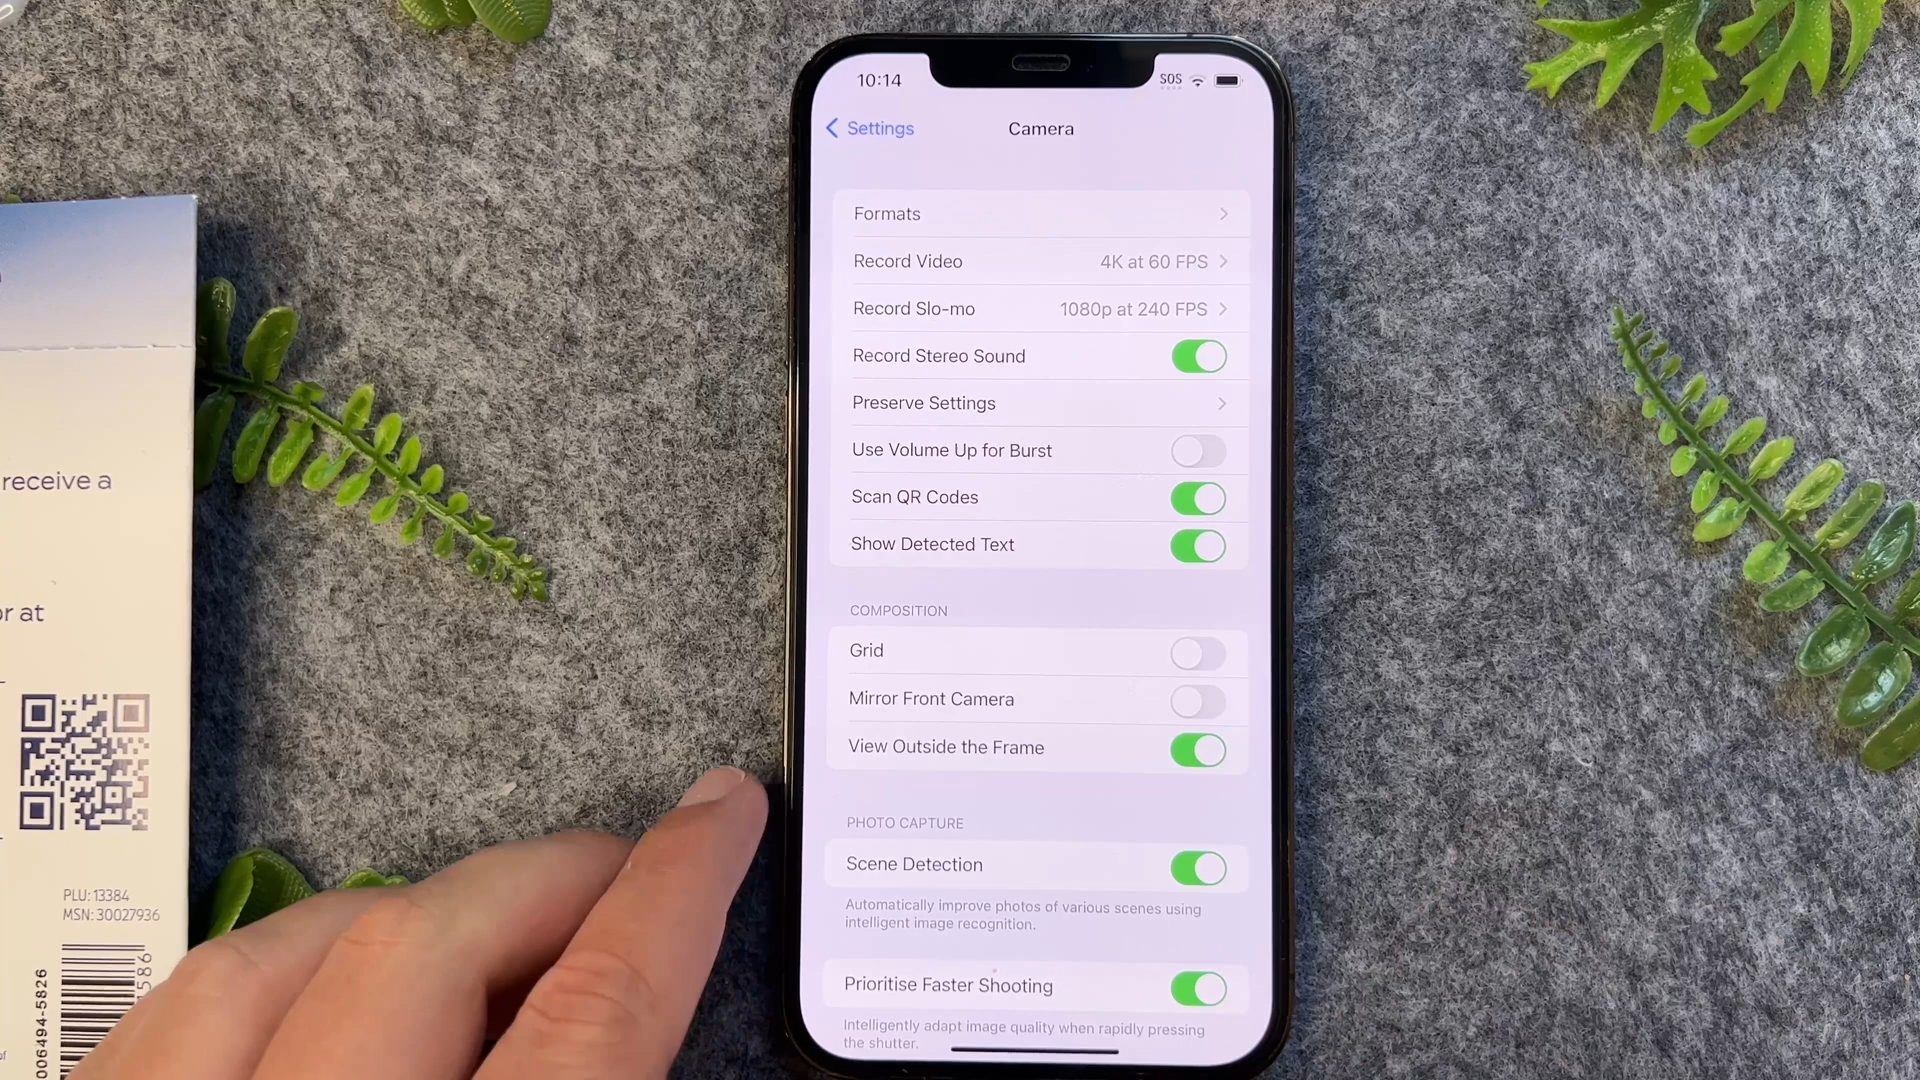 10:14
SOS
Settings
Camera
Formats
Record Video 4K at 60 FPS
Record Slo-mo 1080p at 240 FPS
Record Stereo Sound
Preserve Settings
Use Volume Up for Burst
Scan QR Codes
Show Detected Text
COMPOSITION
Grid
Mirror Front Camera
View Outside the Frame
PHOTO CAPTURE
Scene Detection
Automatically improve photos of various scenes using
intelligent image recognition.
Prioritise Faster Shooting
Intelligently adapt image quality when rapidly pressing
the shutter.
receive a
or at
PLU: 13384
MSN: 30027936
006494-5826